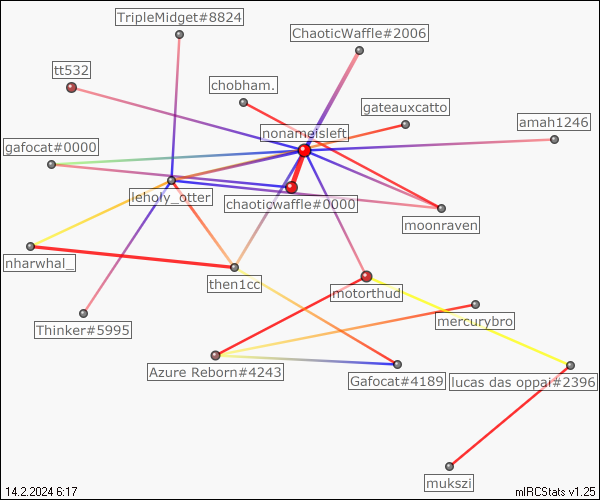 TripleMidget#8824
ChaoticWaffle#2006
tt532
chobham.
gateauxcatto
amah1246
nonameisleft
gafocat#0000
leholy_otter
chaoticwaffle#0000
moonraven
nharwhal_
then1cc
motorthud
mercurybro
Thinker#5995
Azure Reborn#4243
Gafocat#4189
lucas das oppai#2396
mukszi
14.2.2024 6:17
mIRCStats v1.25